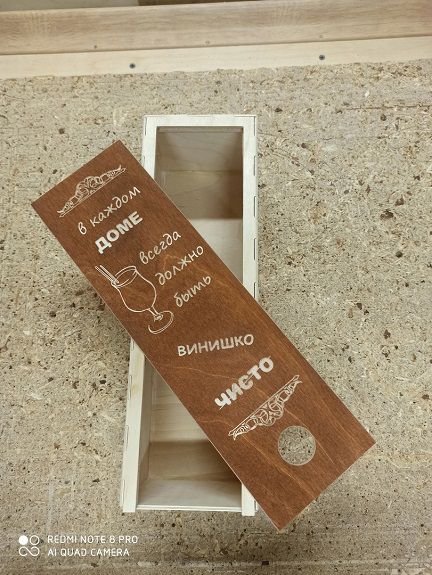 в каждом
ДОМЕ
всегда
должно
быть
ВИНИШКО
ЧИСТО
REDMI NOTE 8 PRO
AI QUAD CAMERA